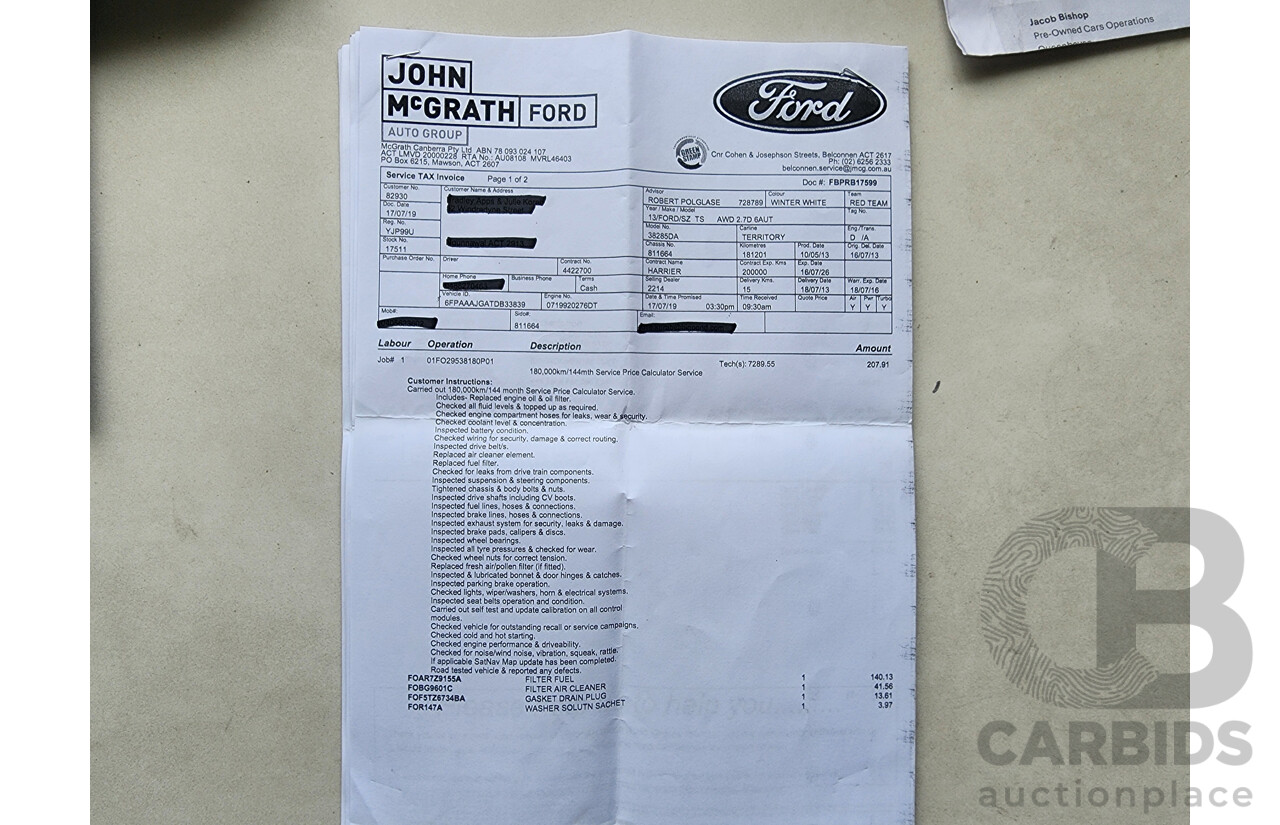 Jacob Bishop
Pre-Owned Cars Operations
JOHN
McGRATH FORD
AUTO GROUP
Ford
McGrath Canberra Pty Ltd ABN 78 093 024 107
ACT LMVD 20000228 RTA No.: AU08108 MVRL46403
PO Box 6215, Mawson, ACT 2607
GREEN STAMP
Cnr Cohen & Josephson Streets, Belconnen ACT 2617
Ph: (02) 6256 2333
belconnen.service@jmcg.com.au
Service TAX Invoice Page 1 of 2 Doc #: FBPRB17599
Customer No. Customer Name & Address Advisor Colour Team
82930 ROBERT POLGLASE 728789 WINTER WHITE RED TEAM
Doc. Date Year / Make / Model Tag No.
17/07/19 13/FORD/SZ TS AWD 2.7D 6AUT
Reg. No. Model No. Carline Eng./Trans.
YJP99U 38285DA TERRITORY D /A
Stock No. Chassis No. Kilometres Prod. Date Orig. Del. Date
17511 811664 181201 10/05/13 16/07/13
Purchase Order No. Driver Contract No. Contract Name Contract Exp. Kms Exp. Date
4422700 HARRIER 200000 16/07/26
Home Phone Business Phone Terms Selling Dealer Delivery Kms. Delivery Date Warr. Exp. Date
Cash 2214 15 18/07/13 18/07/16
Vehicle ID. Engine No. Date & Time Promised Time Received Quote Price Air Pwr Turbo
6FPAAAJGATDB33839 0719920276DT 17/07/19 03:30pm 09:30am Y Y Y
Mob#: Sido#: Email:
811664
Labour Operation Description Amount
Job# 1 01FO29538180P01 Tech(s): 7289.55 207.91
180,000km/144mth Service Price Calculator Service
Customer Instructions:
Carried out 180,000km/144 month Service Price Calculator Service.
Includes- Replaced engine oil & oil filter.
Checked all fluid levels & topped up as required.
Checked engine compartment hoses for leaks, wear & security.
Checked coolant level & concentration.
Inspected battery condition.
Checked wiring for security, damage & correct routing.
Inspected drive belt/s.
Replaced air cleaner element.
Replaced fuel filter.
Checked for leaks from drive train components.
Inspected suspension & steering components.
Tightened chassis & body bolts & nuts.
Inspected drive shafts including CV boots.
Inspected fuel lines, hoses & connections.
Inspected brake lines, hoses & connections.
Inspected exhaust system for security, leaks & damage.
Inspected brake pads, calipers & discs.
Inspected wheel bearings.
Inspected all tyre pressures & checked for wear.
Checked wheel nuts for correct tension.
Replaced fresh air/pollen filter (if fitted).
Inspected & lubricated bonnet & door hinges & catches.
Inspected parking brake operation.
Checked lights, wiper/washers, horn & electrical systems.
Inspected seat belts operation and condition.
Carried out self test and update calibration on all control
modules.
Checked vehicle for outstanding recall or service campaigns.
Checked cold and hot starting.
Checked engine performance & driveability.
Checked for noise/wind noise, vibration, squeak, rattle.
If applicable SatNav Map update has been completed.
Road tested vehicle & reported any defects.
FOAR7Z9155A FILTER FUEL 1 140.13
FOBG9601C FILTER AIR CLEANER 1 41.56
FOF5TZ6734BA GASKET DRAIN PLUG 1 13.61
FOR147A WASHER SOLUTN SACHET 1 3.97
CB
CARBIDS
auctionplace